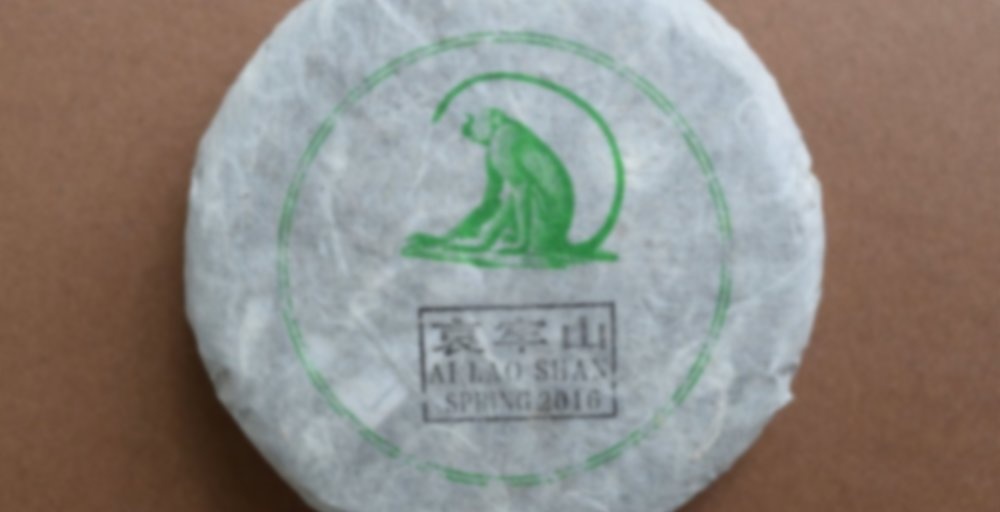 哀牢山
AI LAO SHAN
SPRING 2016